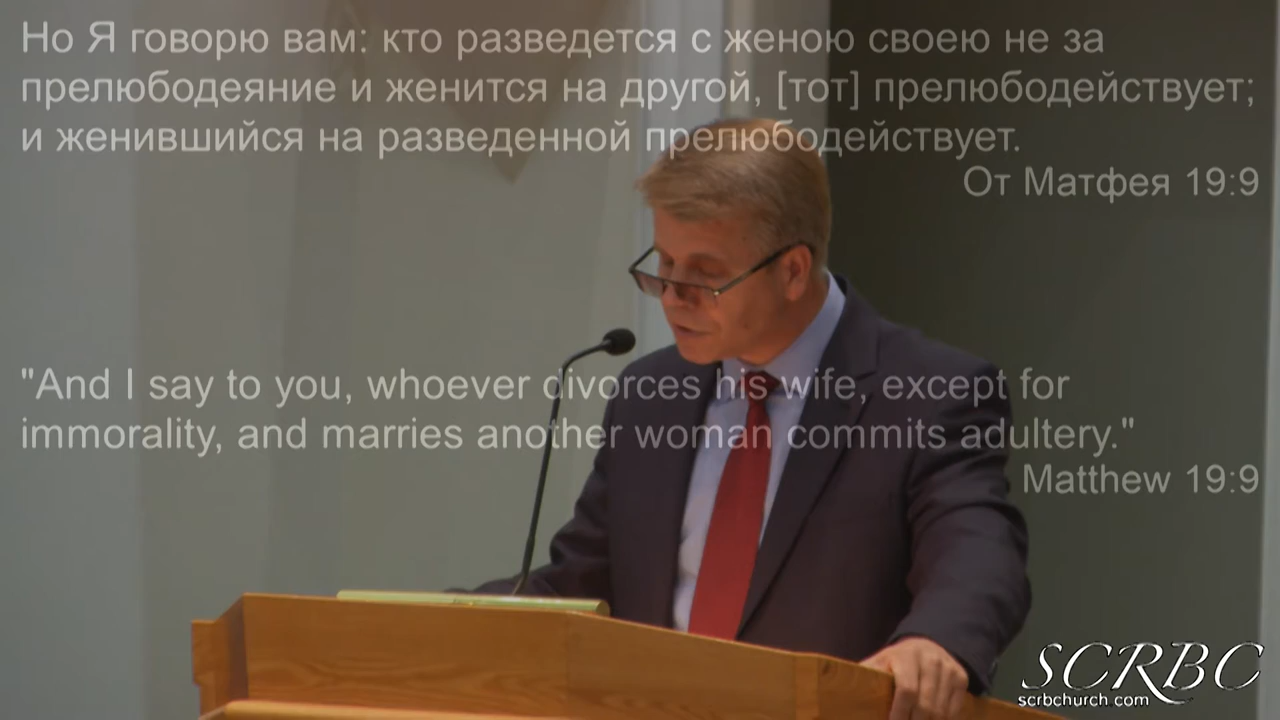 Но Я говорю вам: кто разведется с женою своею не за
прелюбодеяние и женится на другой, [тот] прелюбодействует;
и женившийся на разведенной прелюбодействует.
От Матфея 19:9
"And I say to you, whoever divorces his wife, except for
immorality, and marries another woman commits adultery."
Matthew 19:9
SCRBC
scrbchurch.com